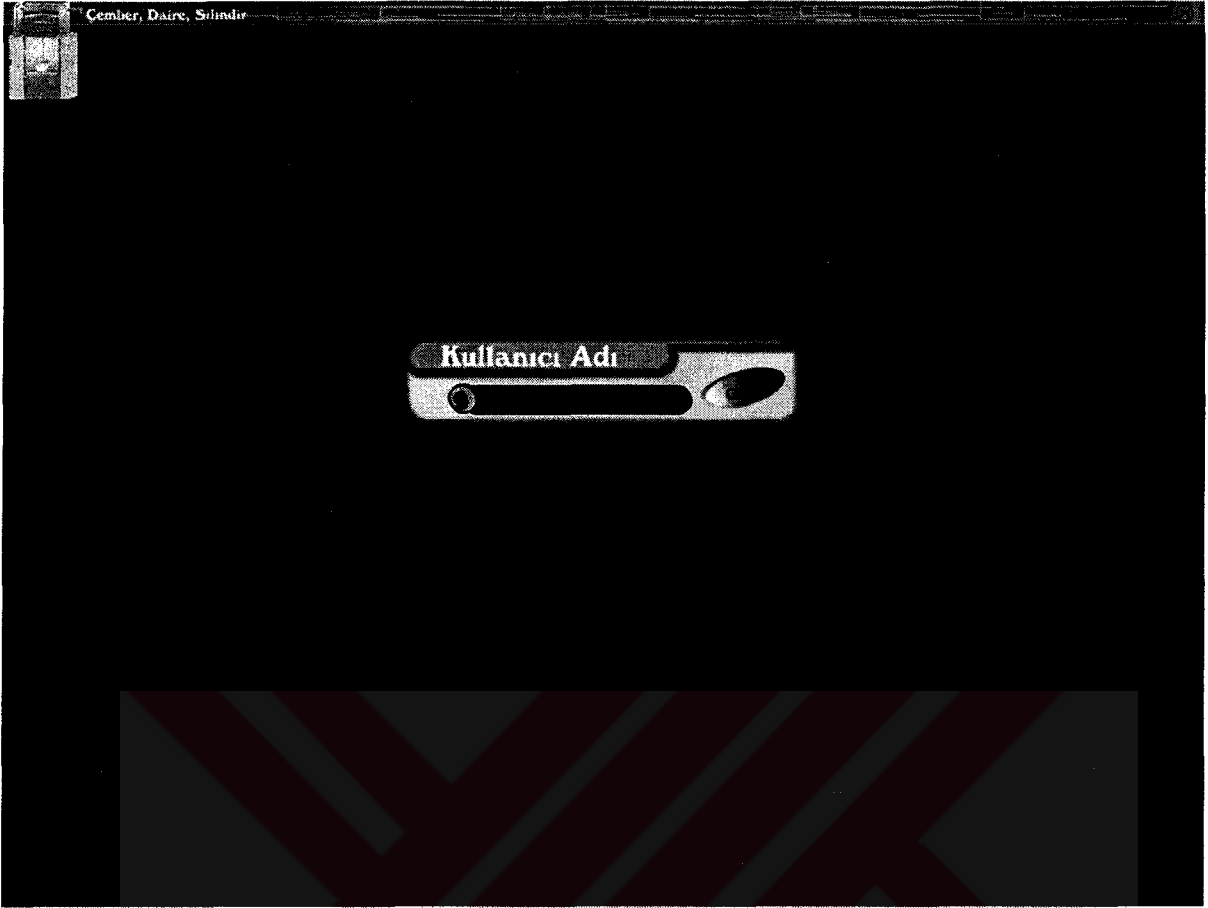 Çember, Daire, Silindir
Kullanıcı Adı